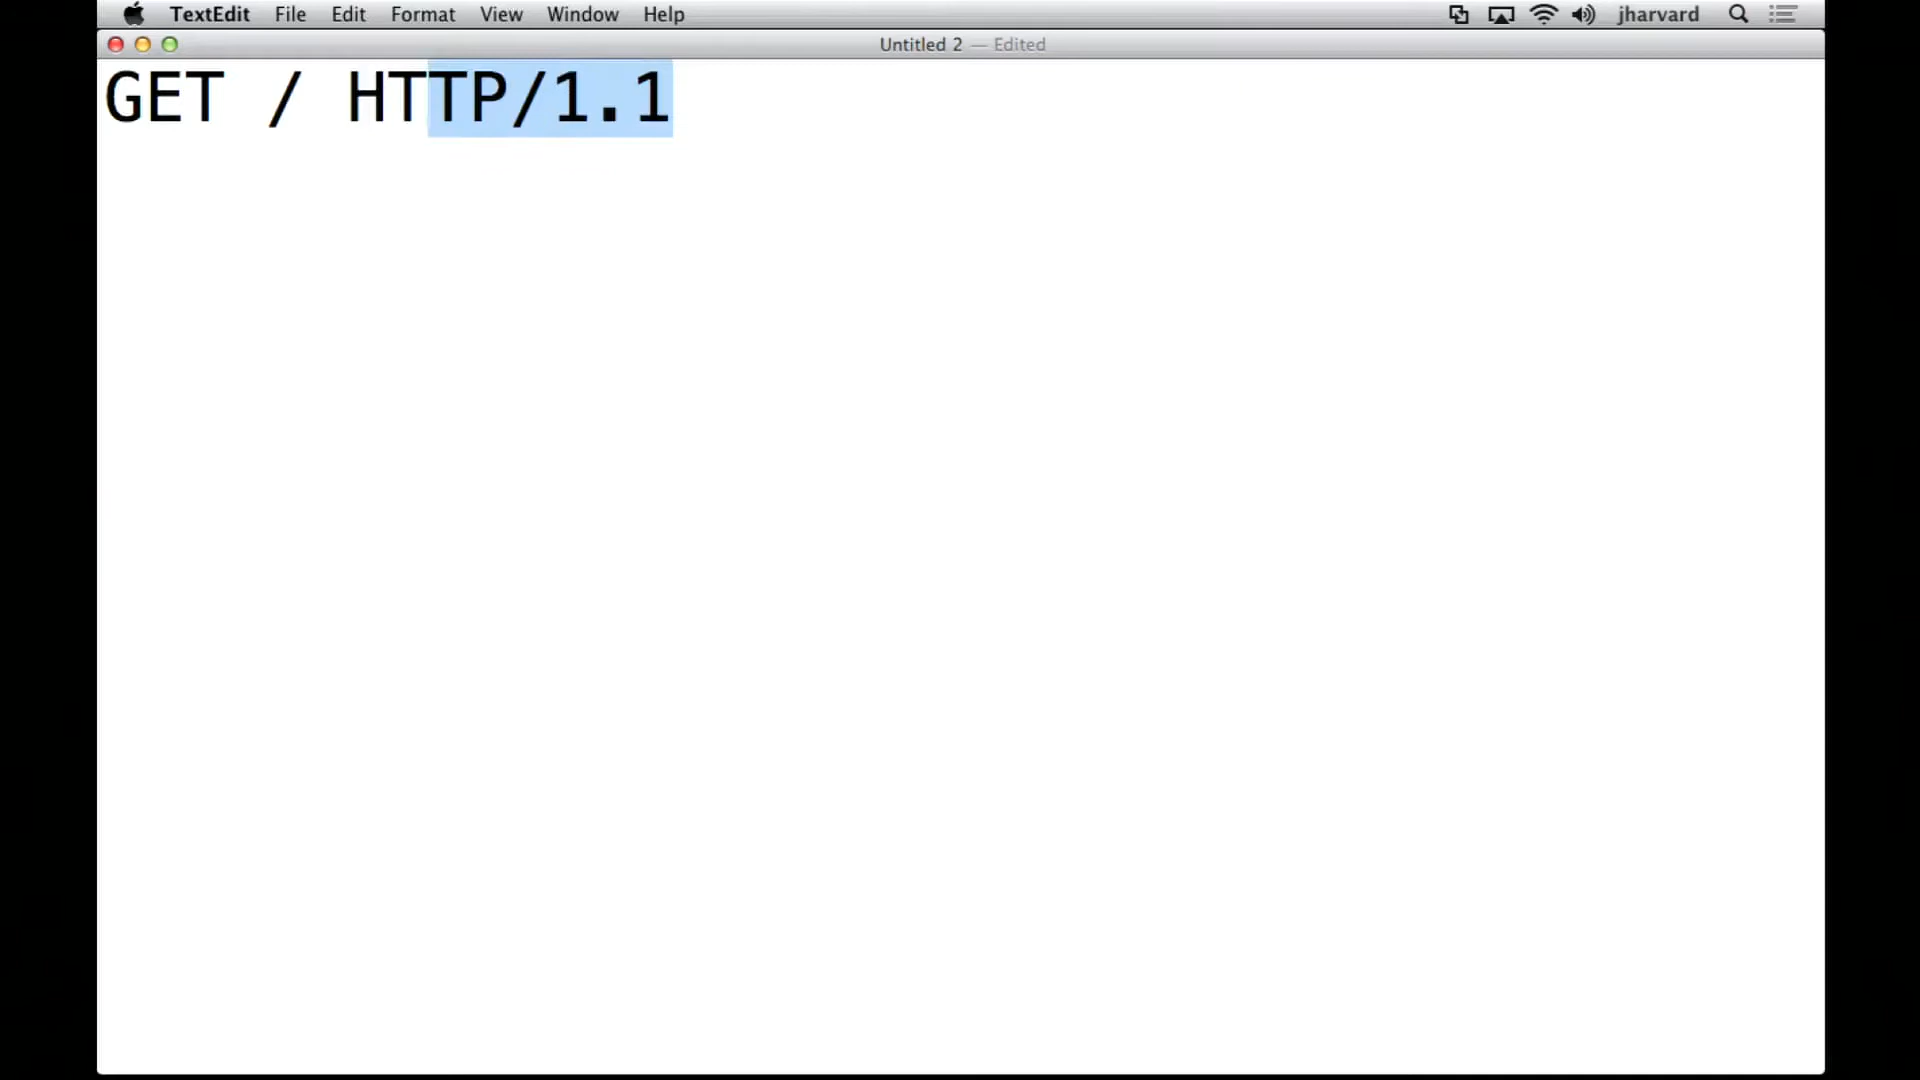 TextEdit File Edit Format View Window Help jharvard
Untitled 2 — Edited
GET / HTTP/1.1